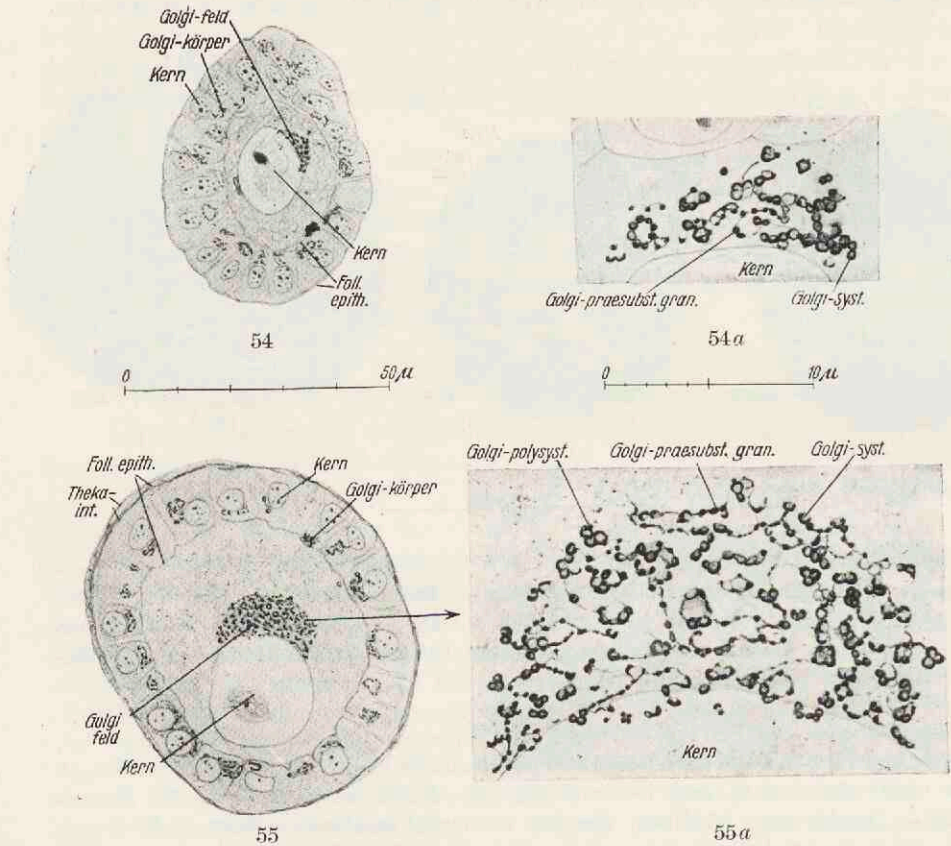 Golgi-feld
Golgi-körper
Kern
Kern
Foll.
epith.
54
Kern
Golgi-praesubst. gran.
Golgi-syst.
54a
0
50µ
0
10µ
Foll. epith.
Theka-
int.
Kern
Golgi-körper
Golgi
feld
Kern
55
Golgi-polysyst.
Golgi-praesubst. gran.
Golgi-syst.
Kern
55a